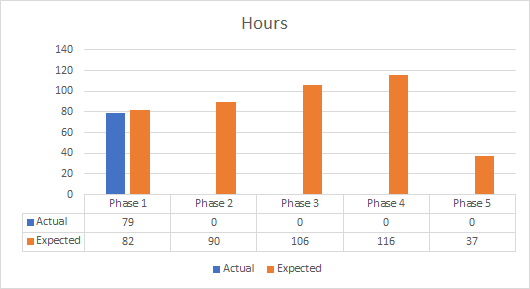 Hours
140
120
100
80
60
40
20
0
Phase 1 Phase 2 Phase 3 Phase 4 Phase 5
Actual 79 0 0 0 0
Expected 82 90 106 116 37
Actual Expected